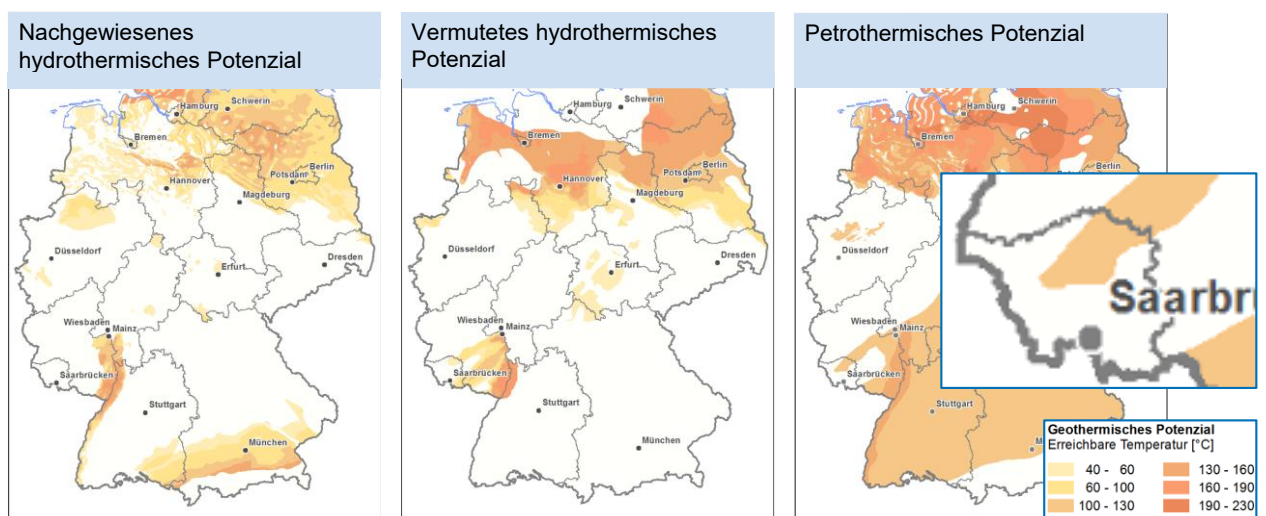 Nachgewiesenes
hydrothermisches Potenzial
Hamburg
Schwerin
Bremen
Berlin
Potsdam
Hannover
Magdeburg
Düsseldorf
Dresden
Erfurt
Wiesbaden
Mainz
Saarbrücken
Stuttgart
München
Vermutetes hydrothermisches
Potenzial
Hamburg
Schwerin
Bremen
Berlin
Potsdam
Hannover
Magdeburg
Düsseldorf
Dresden
Erfurt
Wiesbaden
Mainz
Saarbrücken
Stuttgart
München
Petrothermisches Potenzial
Hamburg
Schwerin
Bremen
Berlin
Düsseldorf
Wiesbaden
Mainz
Saarbrücken
Stuttgart
Saarbr
Geothermisches Potenzial
Erreichbare Temperatur [°C]
40 - 60
60 - 100
100 - 130
130 - 160
160 - 190
190 - 230